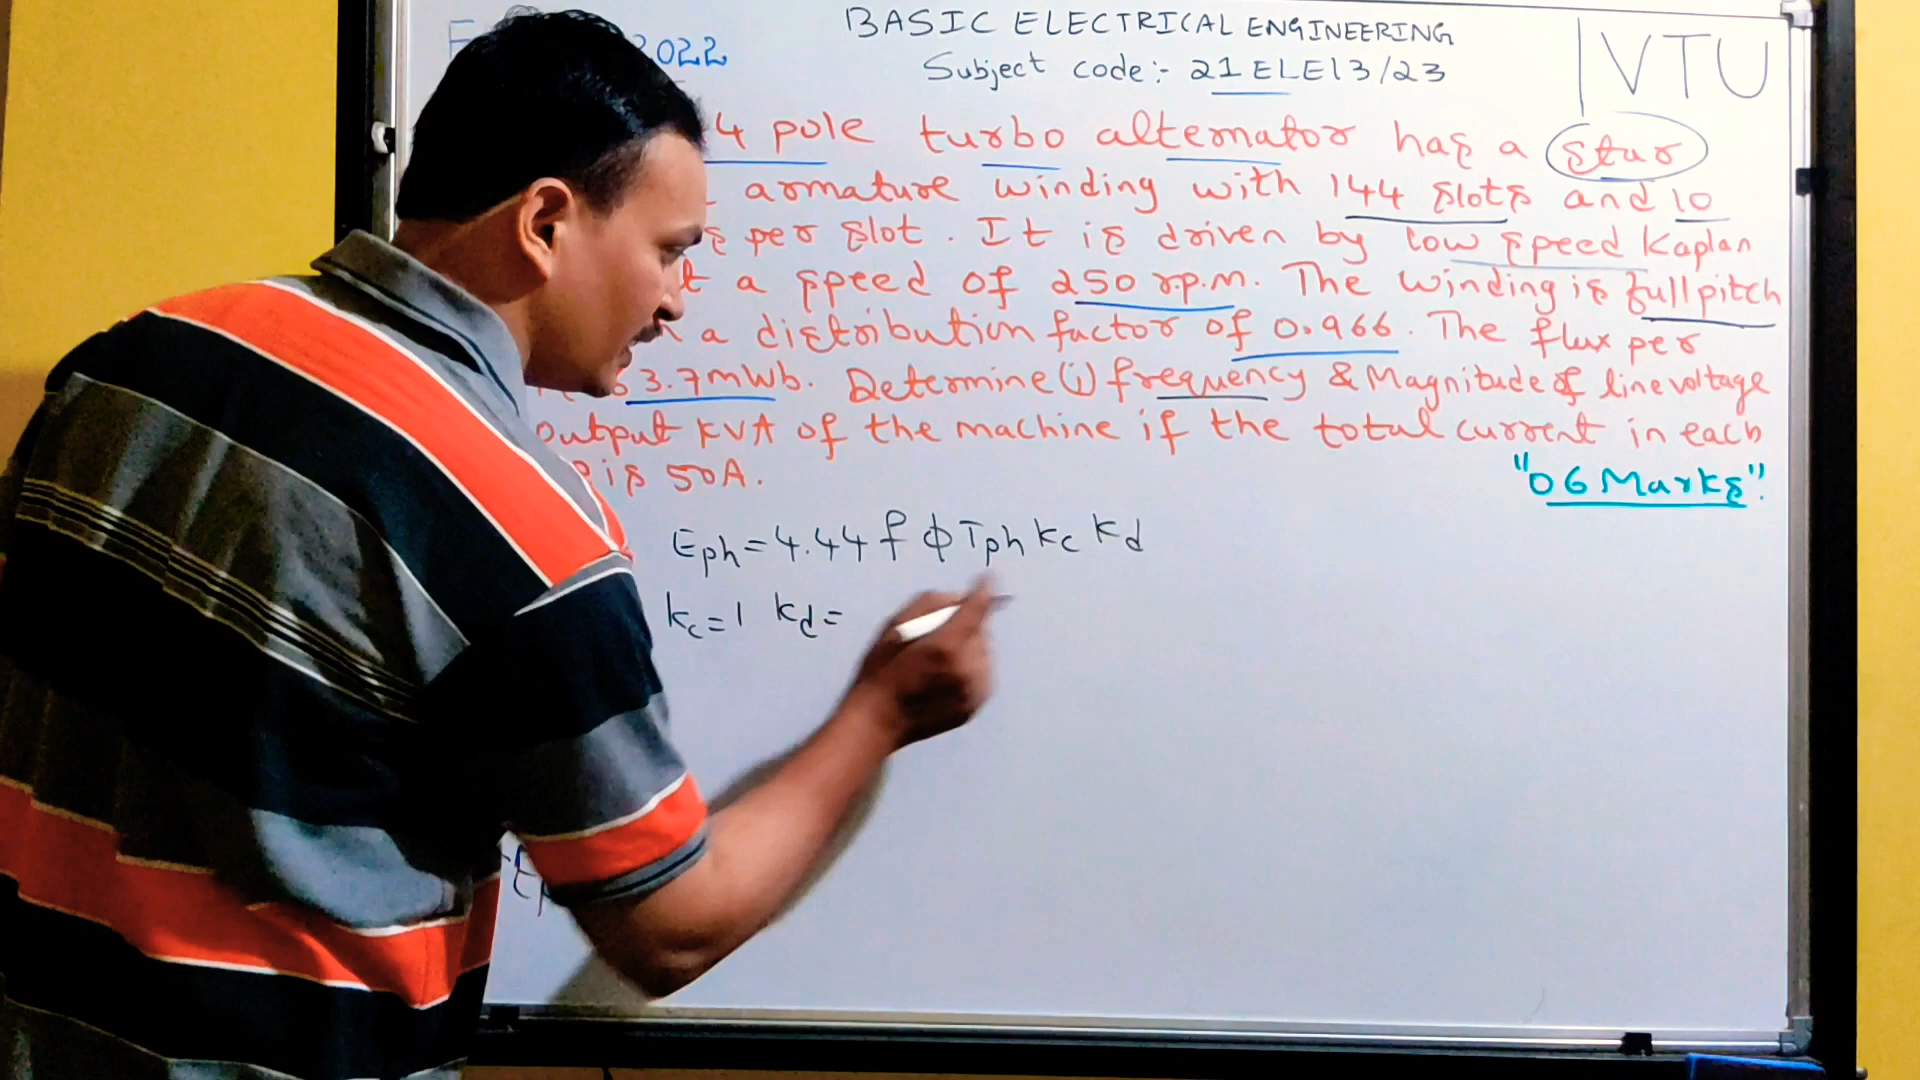 BASIC ELECTRICAL ENGINEERING
2022
Subject code:- 21ELE13/23
VTU
4 pole turbo alternator has a star
armature winding with 144 slots and 10
per slot. It is driven by low speed Kaplan
a speed of 250 r.p.m. The winding is full pitch
a distribution factor of 0.966. The flux per
63.7mWb. Determine (i) frequency & Magnitude of line voltage
output KVA of the machine if the total current in each
is 50A.
"06 Marks".
Eph = 4.44 f ϕ Tph Kc Kd
Kc = 1 Kd =